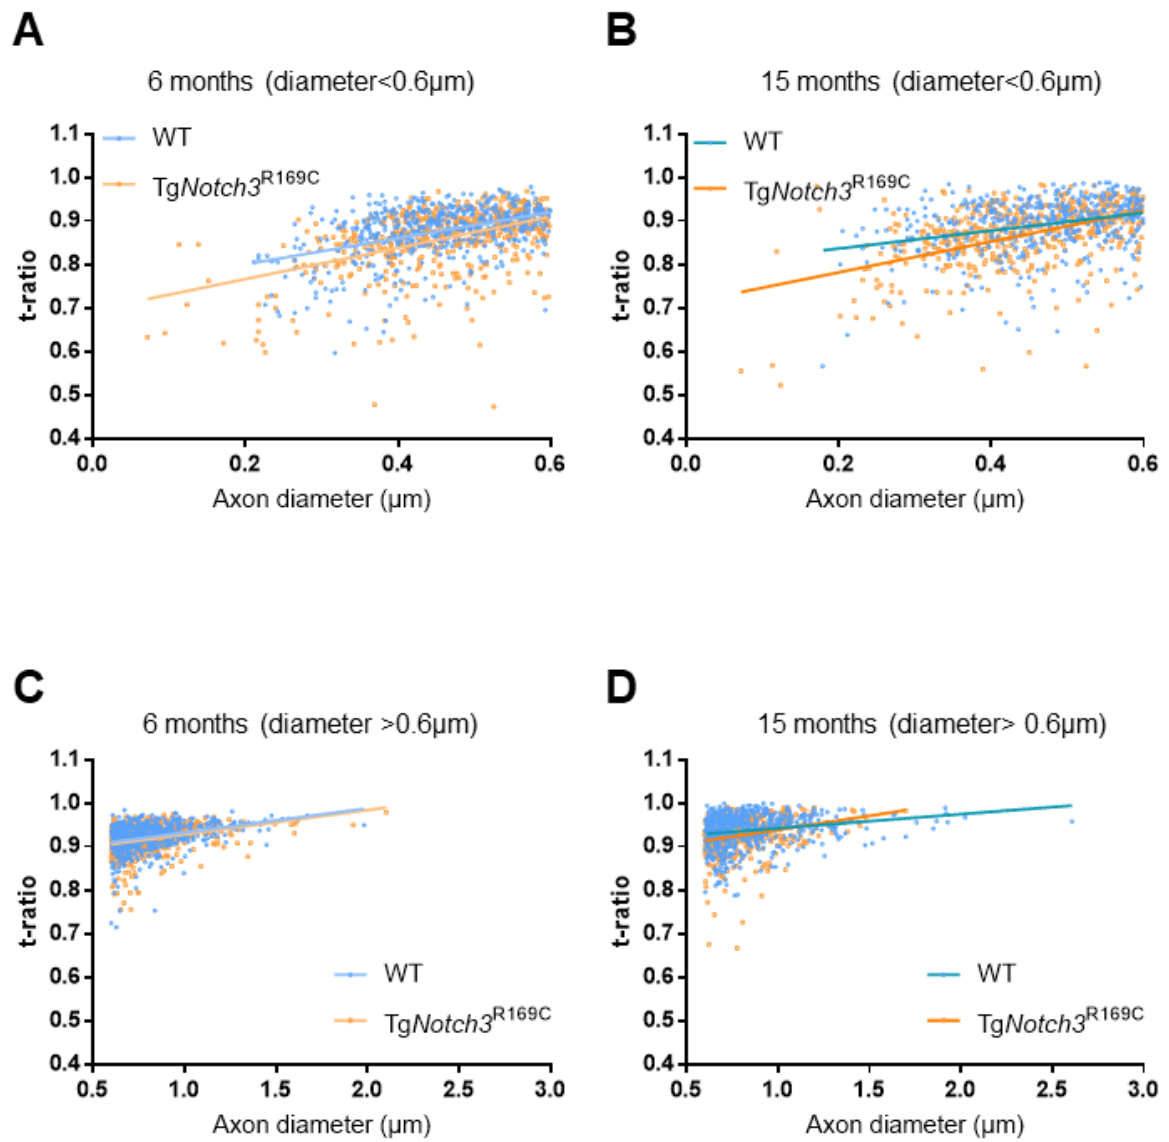 A
6 months (diameter<0.6µm)
1.1
1.0
0.9
0.8
0.7
0.6
0.5
0.4
t-ratio
WT
TgNotch3R169C
0.0 0.2 0.4 0.6
Axon diameter (µm)
B
15 months (diameter<0.6µm)
1.1
1.0
0.9
0.8
0.7
0.6
0.5
0.4
t-ratio
WT
TgNotch3R169C
0.0 0.2 0.4 0.6
Axon diameter (µm)
C
6 months (diameter >0.6µm)
1.1
1.0
0.9
0.8
0.7
0.6
0.5
0.4
t-ratio
WT
TgNotch3R169C
0.5 1.0 1.5 2.0 2.5 3.0
Axon diameter (µm)
D
15 months (diameter> 0.6µm)
1.1
1.0
0.9
0.8
0.7
0.6
0.5
0.4
t-ratio
WT
TgNotch3R169C
0.5 1.0 1.5 2.0 2.5 3.0
Axon diameter (µm)